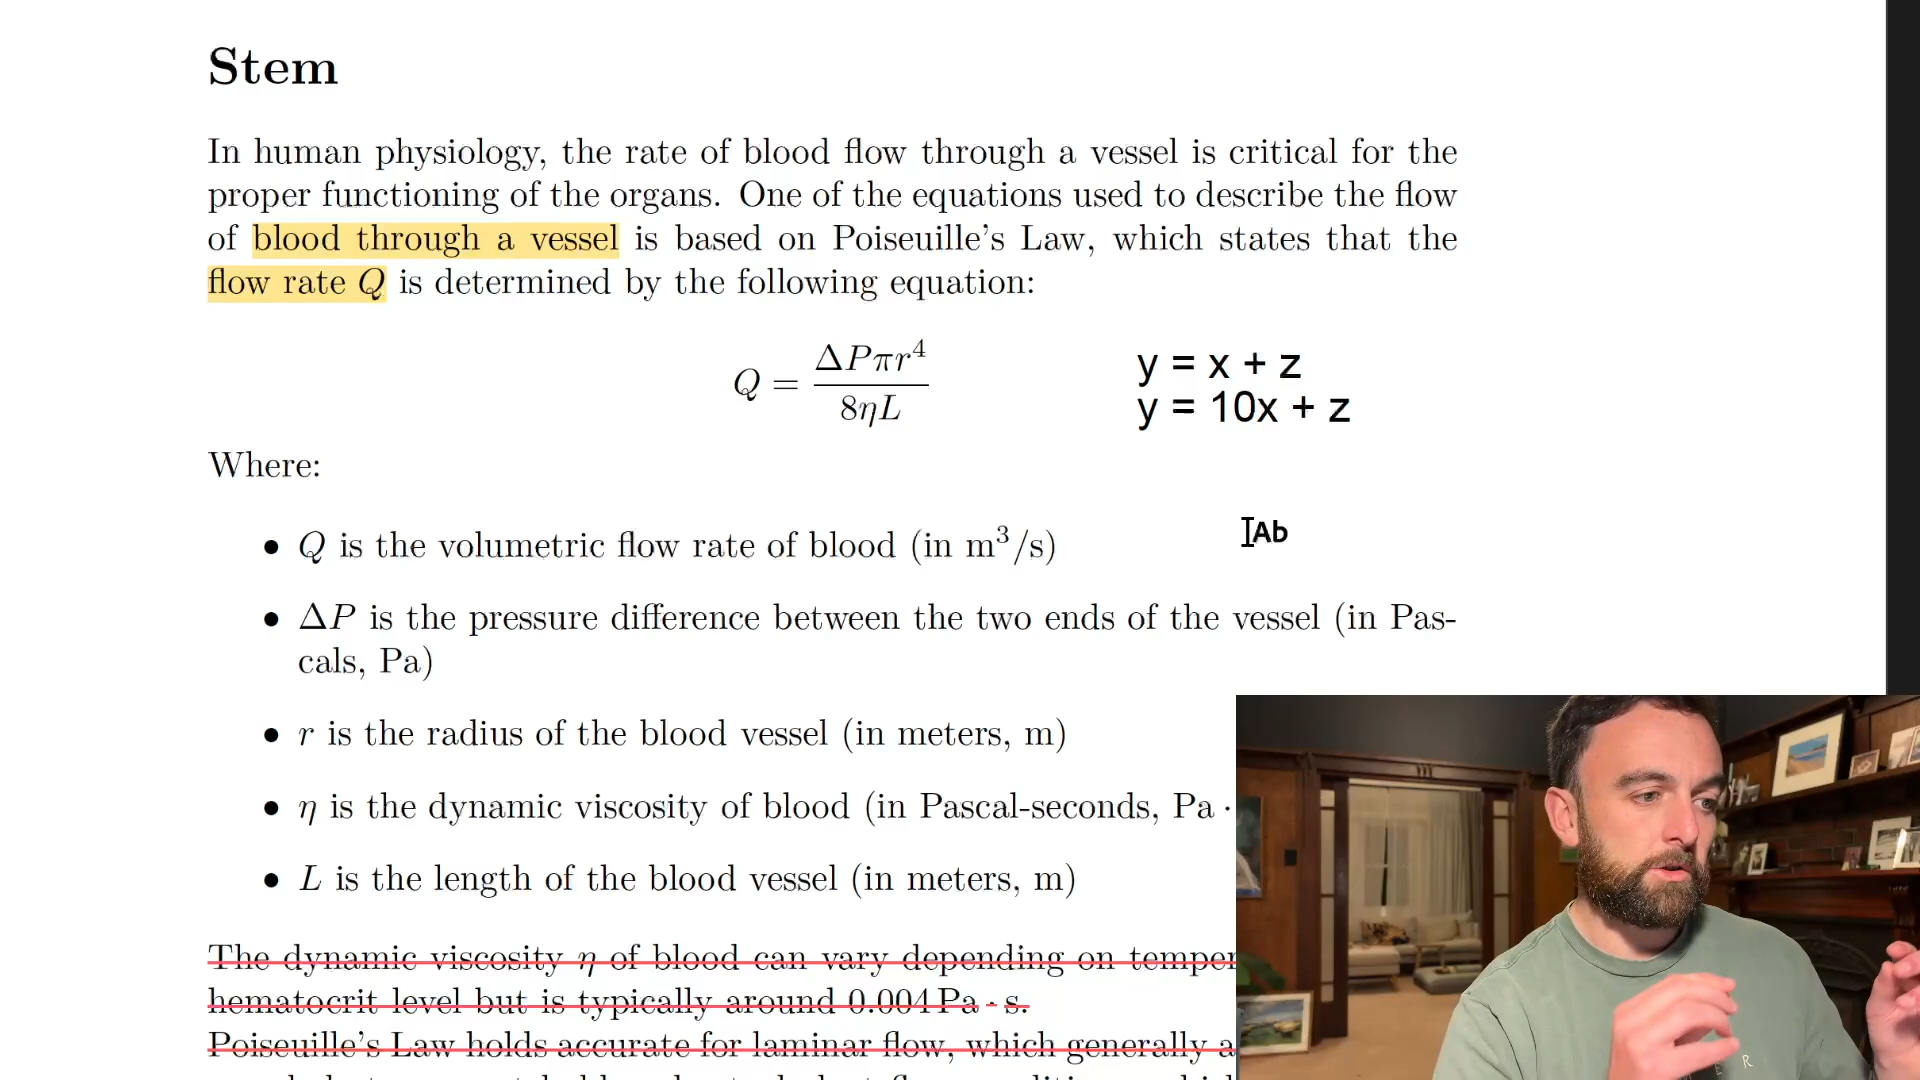 Stem
In human physiology, the rate of blood flow through a vessel is critical for the
proper functioning of the organs. One of the equations used to describe the flow
of blood through a vessel is based on Poiseuille's Law, which states that the
flow rate Q is determined by the following equation:
Q = ΔPπr⁴ / 8ηL
y = x + z
y = 10x + z
Where:
• Q is the volumetric flow rate of blood (in m³/s)
Ab
• ΔP is the pressure difference between the two ends of the vessel (in Pas-
cals, Pa)
• r is the radius of the blood vessel (in meters, m)
• η is the dynamic viscosity of blood (in Pascal-seconds, Pa ·
• L is the length of the blood vessel (in meters, m)
The dynamic viscosity η of blood can vary depending on temper
hematocrit level but is typically around 0.004 Pa · s.
Poiseuille's Law holds accurate for laminar flow, which generally a